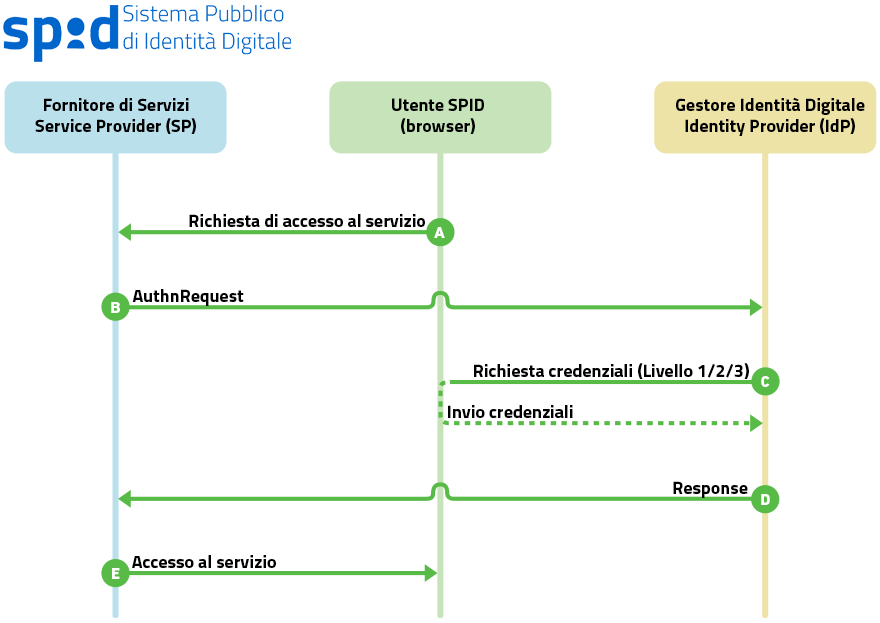 spid Sistema Pubblico
di Identità Digitale
Fornitore di Servizi
Service Provider (SP)
Utente SPID
(browser)
Gestore Identità Digitale
Identity Provider (IdP)
Richiesta di accesso al servizio
A
AuthnRequest
B
Richiesta credenziali (Livello 1/2/3)
C
Invio credenziali
Response
D
Accesso al servizio
E